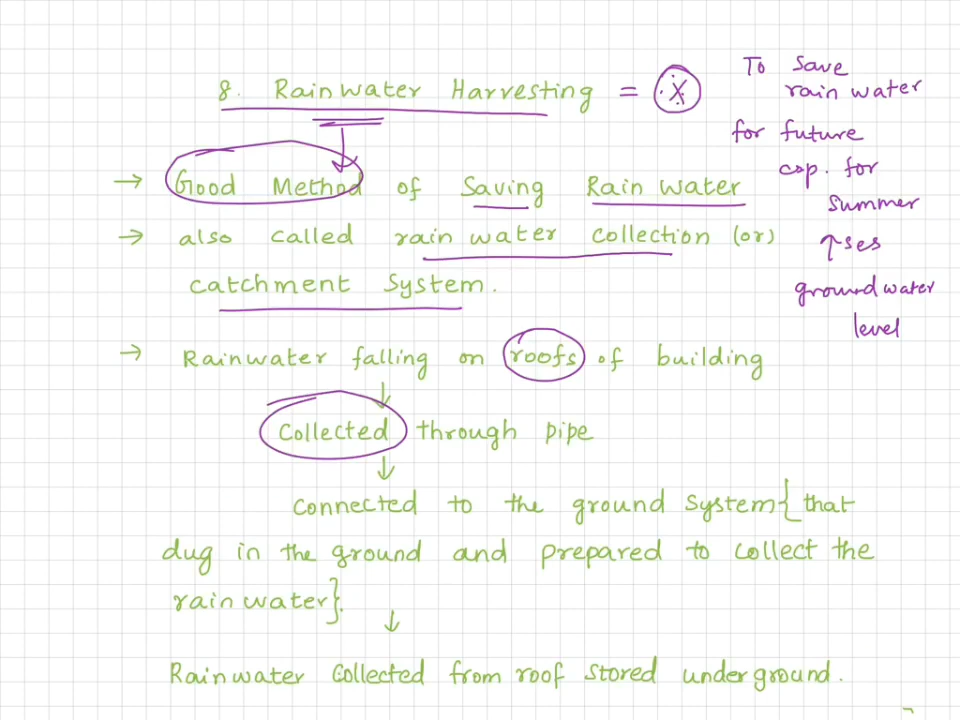 8. Rainwater Harvesting = X
To save
rain water
for future
esp. for
summer
↑ses
ground water
level
→ Good Method of Saving Rain water
→ also called rain water collection (or)
catchment System.
→ Rainwater falling on roofs of building
↓
Collected through pipe
↓
Connected to the ground System { that
dug in the ground and prepared to collect the
rain water}.
↓
Rainwater collected from roof stored underground.